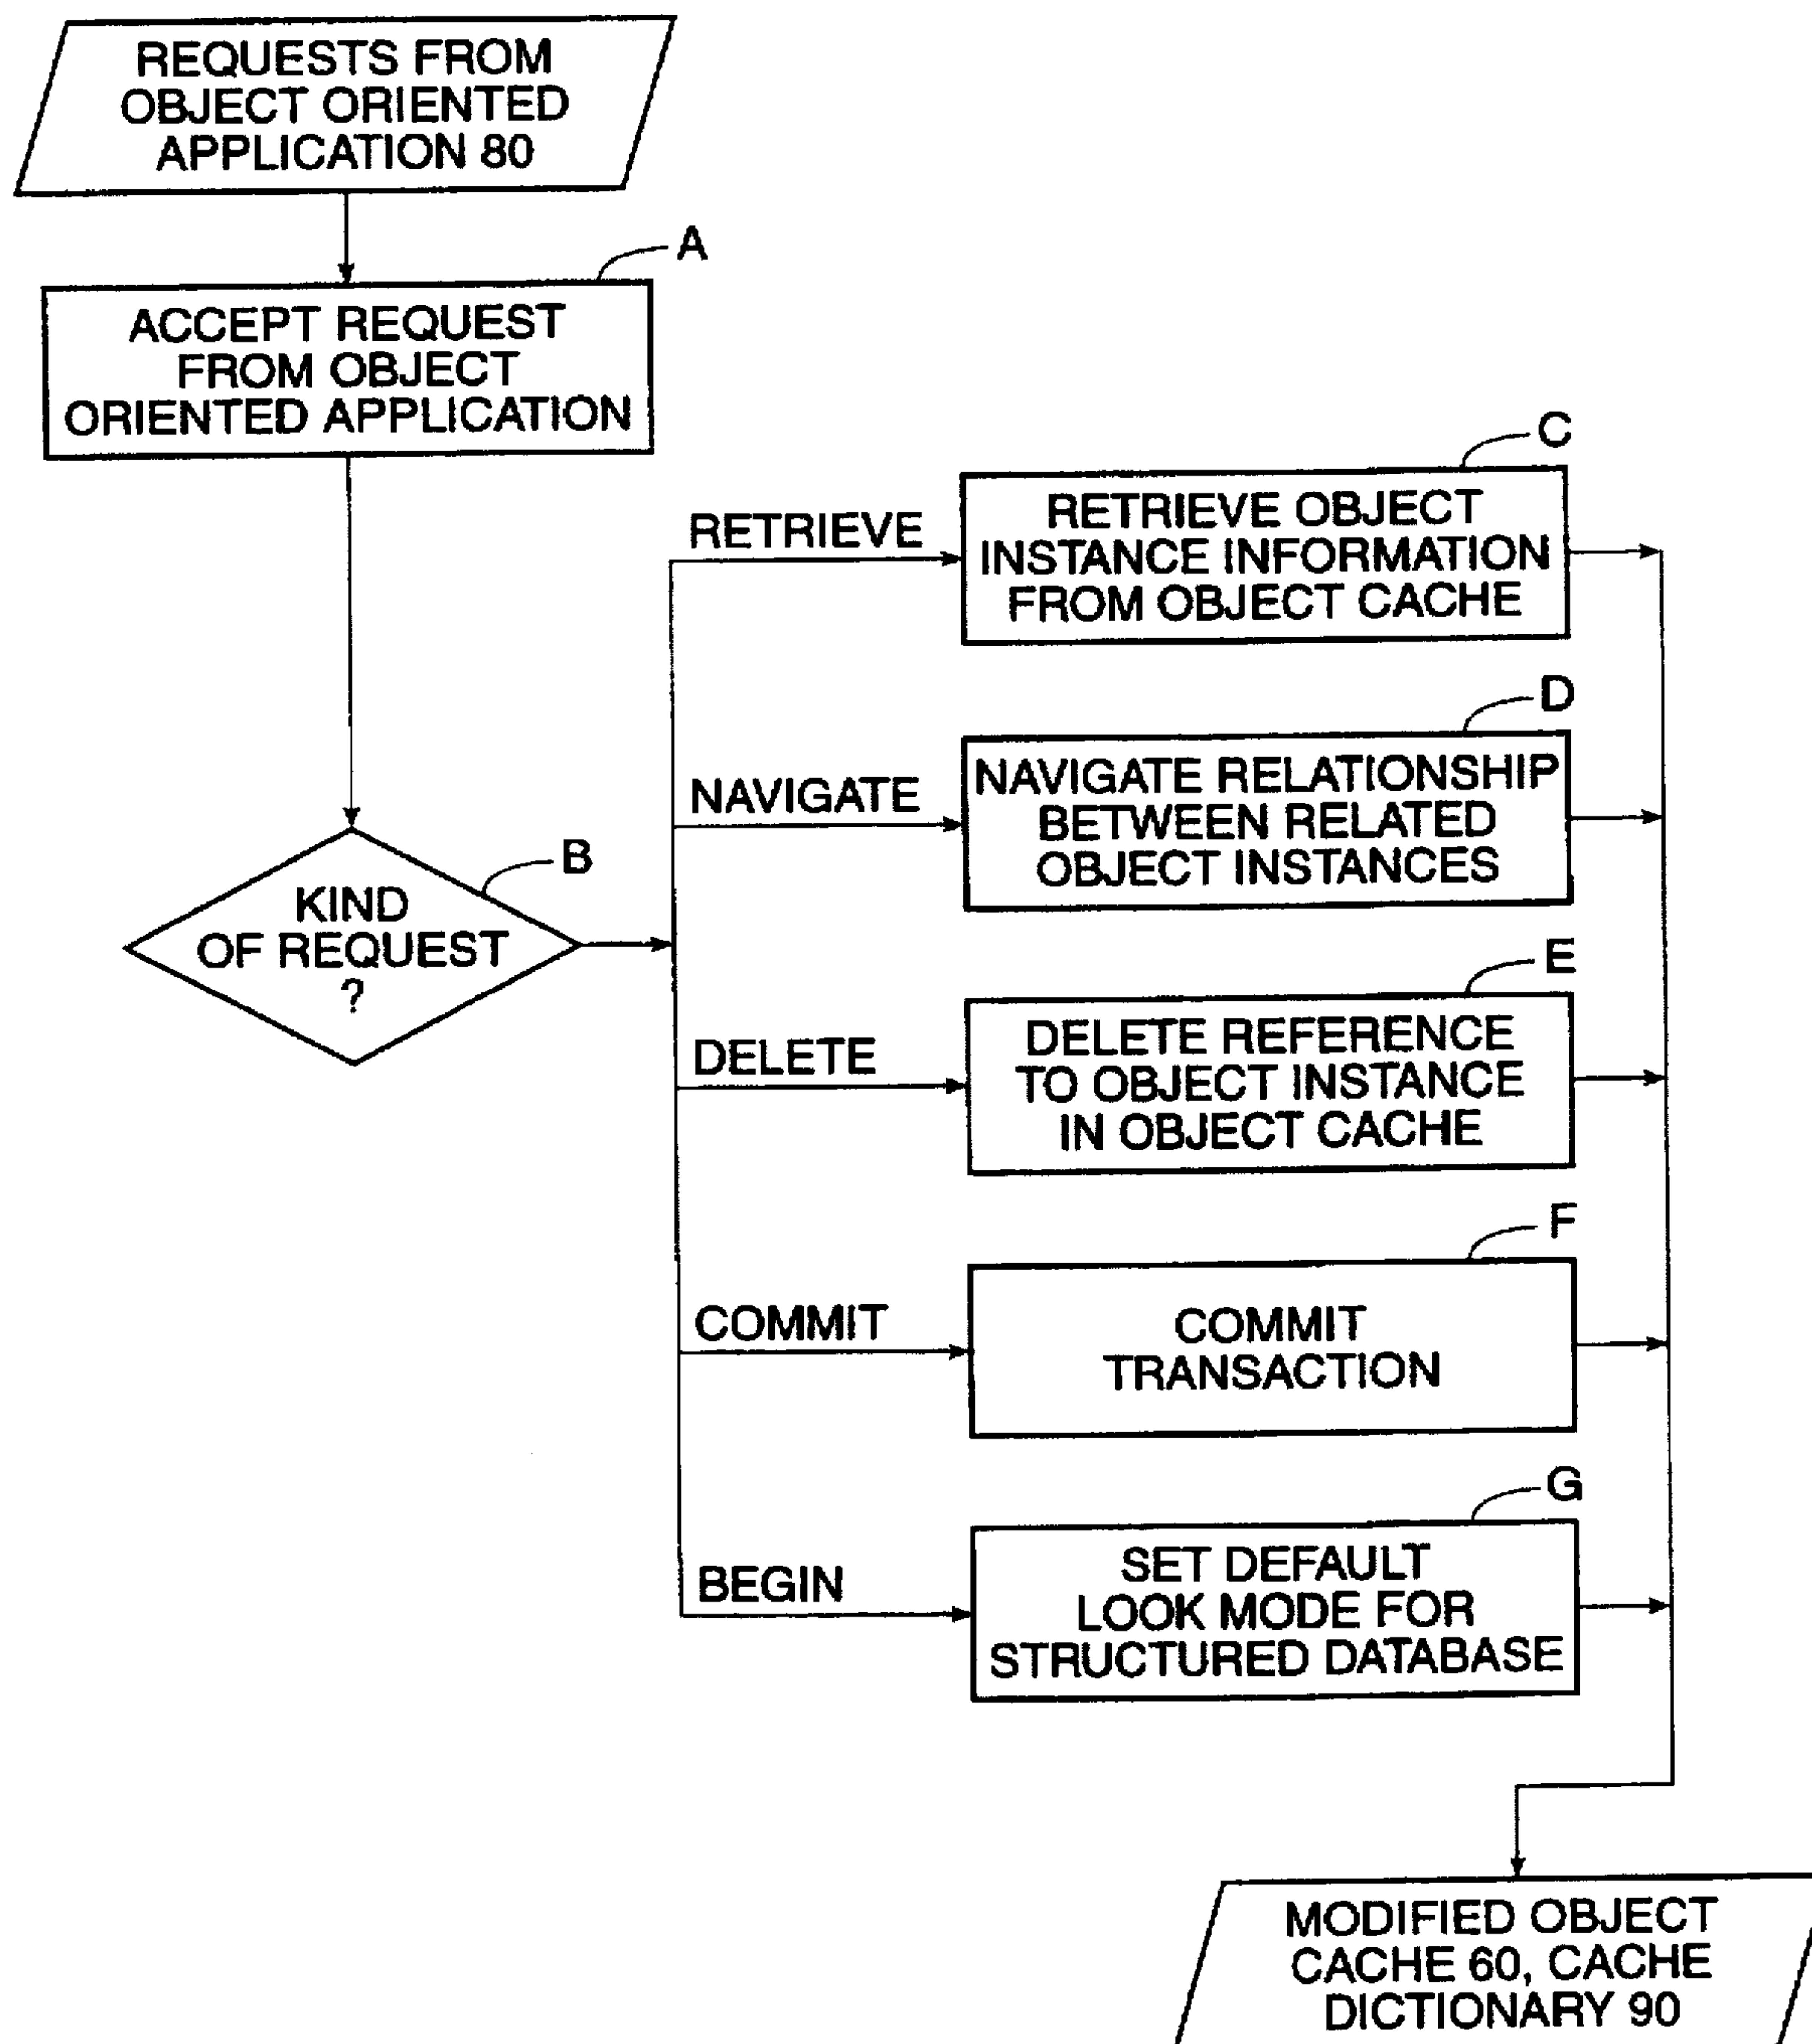 REQUESTS FROM
OBJECT ORIENTED
APPLICATION 80
A
ACCEPT REQUEST
FROM OBJECT
ORIENTED APPLICATION
B
KIND
OF REQUEST
?
RETRIEVE
C
RETRIEVE OBJECT
INSTANCE INFORMATION
FROM OBJECT CACHE
NAVIGATE
D
NAVIGATE RELATIONSHIP
BETWEEN RELATED
OBJECT INSTANCES
DELETE
E
DELETE REFERENCE
TO OBJECT INSTANCE
IN OBJECT CACHE
COMMIT
F
COMMIT
TRANSACTION
BEGIN
G
SET DEFAULT
LOOK MODE FOR
STRUCTURED DATABASE
MODIFIED OBJECT
CACHE 60, CACHE
DICTIONARY 90